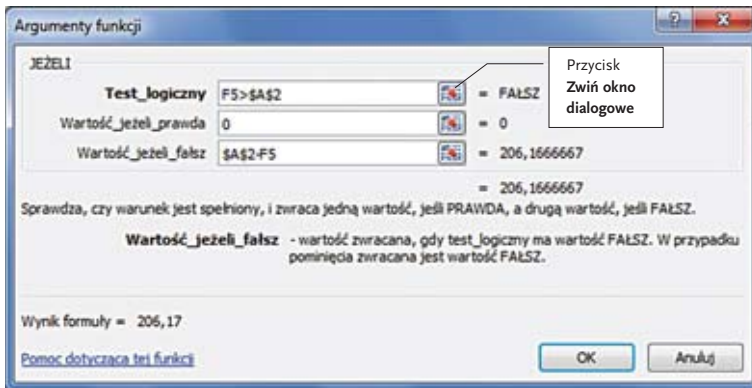 Argumenty funkcji
JEŻELI
Test_logiczny F5>$A$2 = FAŁSZ
Wartość_jeżeli_prawda 0 = 0
Wartość_jeżeli_fałsz $A$2-F5 = 206,1666667
Przycisk
Zwiń okno
dialogowe
= 206,1666667
Sprawdza, czy warunek jest spełniony, i zwraca jedną wartość, jeśli PRAWDA, a drugą wartość, jeśli FAŁSZ.
Wartość_jeżeli_fałsz - wartość zwracana, gdy test_logiczny ma wartość FAŁSZ. W przypadku
pominięcia zwracana jest wartość FAŁSZ.
Wynik formuły = 206,17
Pomoc dotycząca tej funkcji
OK Anuluj